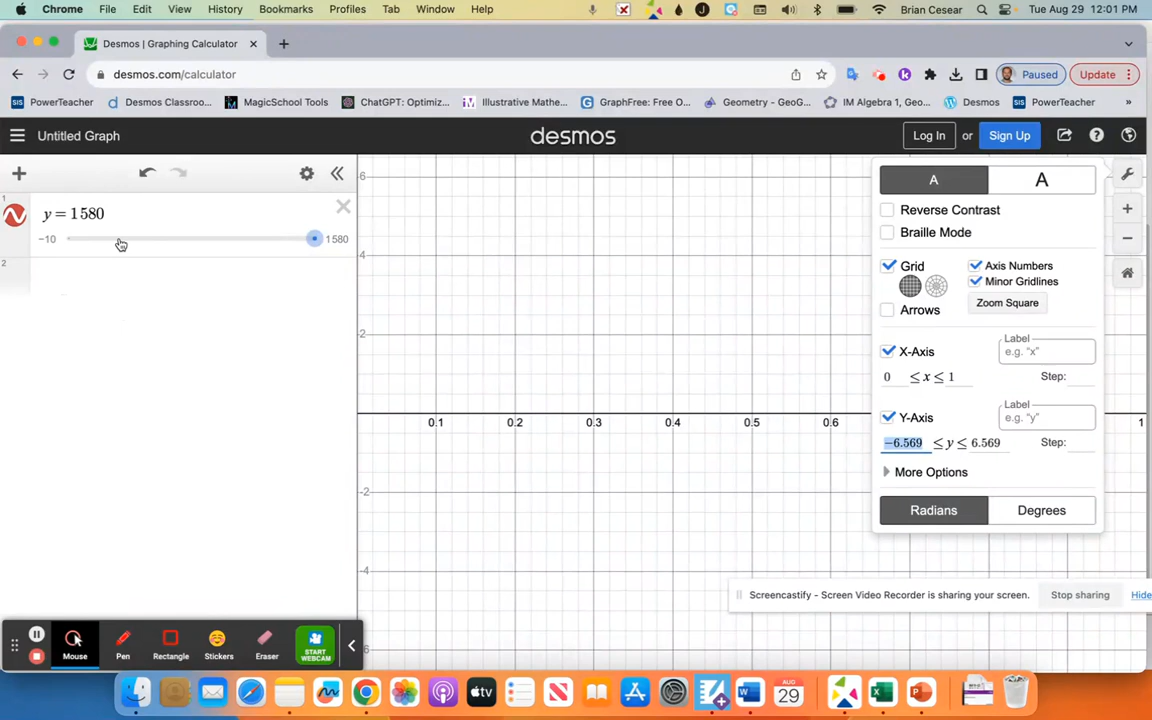 Chrome File Edit View History Bookmarks Profiles Tab Window Help Brian Cesear Tue Aug 29 12:01 PM
Desmos | Graphing Calculator
desmos.com/calculator Paused Update
PowerTeacher Desmos Classroo... MagicSchool Tools ChatGPT: Optimiz... Illustrative Mathe... GraphFree: Free O... Geometry - GeoG... IM Algebra 1, Geo... Desmos PowerTeacher »
Untitled Graph desmos Log In or Sign Up
1
y = 1580
-10 1580
2
6
4
2
0.1 0.2 0.3 0.4 0.5 0.6 1
-2
-4
-6
A A
Reverse Contrast
Braille Mode
Grid Axis Numbers
Minor Gridlines
Arrows Zoom Square
X-Axis Label e.g. "x"
0 ≤ x ≤ 1 Step:
Y-Axis Label e.g. "y"
-6.569 ≤ y ≤ 6.569 Step:
More Options
Radians Degrees
Screencastify - Screen Video Recorder is sharing your screen. Stop sharing Hide
Mouse Pen Rectangle Stickers Eraser START WEBCAM
AUG 29